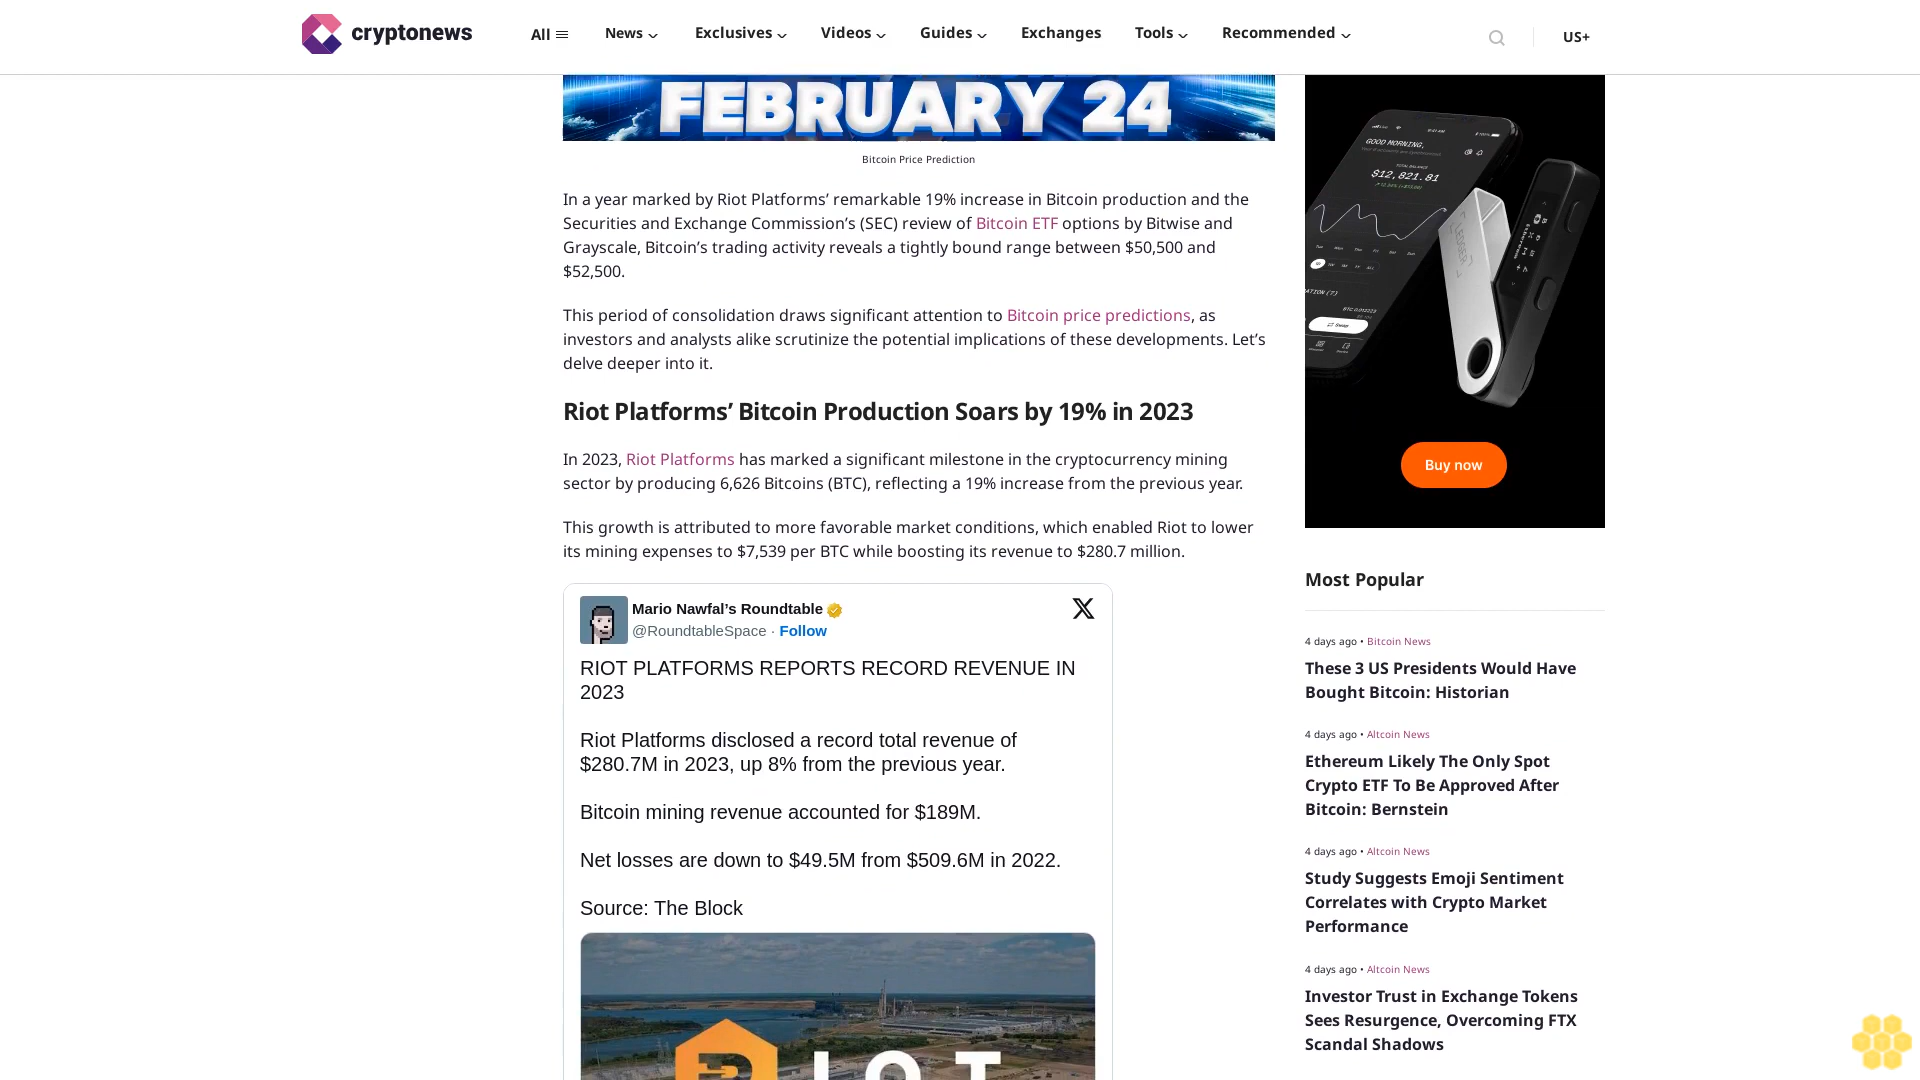 cryptonews
All
News
Exclusives
Videos
Guides
Exchanges
Tools
Recommended
US+
FEBRUARY 24
Bitcoin Price Prediction
In a year marked by Riot Platforms’ remarkable 19% increase in Bitcoin production and the
Securities and Exchange Commission’s (SEC) review of Bitcoin ETF options by Bitwise and
Grayscale, Bitcoin’s trading activity reveals a tightly bound range between $50,500 and
$52,500.
This period of consolidation draws significant attention to Bitcoin price predictions, as
investors and analysts alike scrutinize the potential implications of these developments. Let’s
delve deeper into it.
Riot Platforms’ Bitcoin Production Soars by 19% in 2023
In 2023, Riot Platforms has marked a significant milestone in the cryptocurrency mining
sector by producing 6,626 Bitcoins (BTC), reflecting a 19% increase from the previous year.
This growth is attributed to more favorable market conditions, which enabled Riot to lower
its mining expenses to $7,539 per BTC while boosting its revenue to $280.7 million.
Mario Nawfal’s Roundtable
@RoundtableSpace · Follow
RIOT PLATFORMS REPORTS RECORD REVENUE IN
2023
Riot Platforms disclosed a record total revenue of
$280.7M in 2023, up 8% from the previous year.
Bitcoin mining revenue accounted for $189M.
Net losses are down to $49.5M from $509.6M in 2022.
Source: The Block
RIOT
GOOD MORNING,
TOTAL BALANCE
$12,821.81
LEDGER
Swap
Buy now
Most Popular
4 days ago • Bitcoin News
These 3 US Presidents Would Have
Bought Bitcoin: Historian
4 days ago • Altcoin News
Ethereum Likely The Only Spot
Crypto ETF To Be Approved After
Bitcoin: Bernstein
4 days ago • Altcoin News
Study Suggests Emoji Sentiment
Correlates with Crypto Market
Performance
4 days ago • Altcoin News
Investor Trust in Exchange Tokens
Sees Resurgence, Overcoming FTX
Scandal Shadows